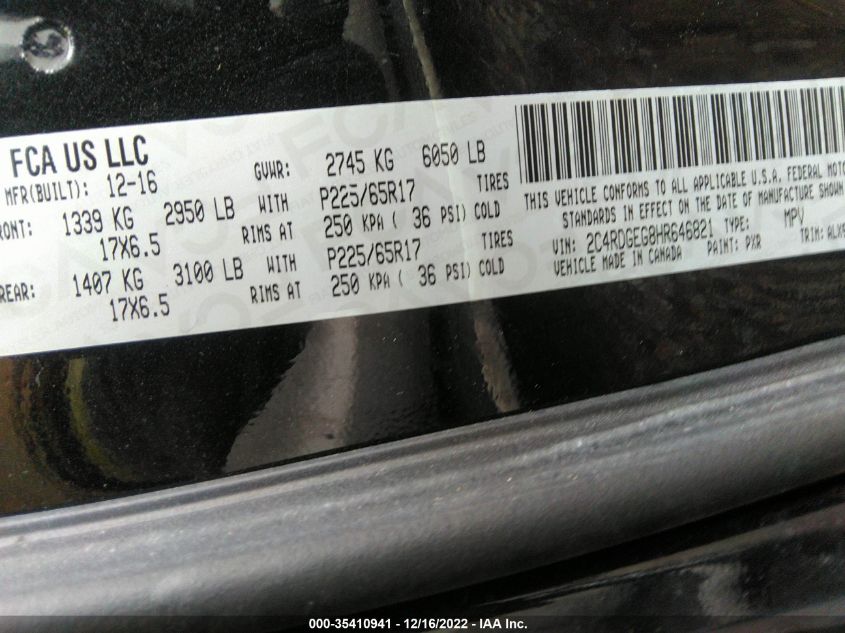 FCA US LLC
MFR(BUILT): 12-16 GVWR: 2745 KG 6050 LB
RONT: 1339 KG 2950 LB WITH P225/65R17 TIRES
17X6.5 RIMS AT 250 KPA ( 36 PSI) COLD
REAR: 1407 KG 3100 LB WITH P225/65R17 TIRES
17X6.5 RIMS AT 250 KPA ( 36 PSI) COLD
THIS VEHICLE CONFORMS TO ALL APPLICABLE U.S.A. FEDERAL MOTO
STANDARDS IN EFFECT ON THE DATE OF MANUFACTURE SHOWN
VIN: 2C4RDGEG8HR646821 TYPE: MPV
VEHICLE MADE IN CANADA PAINT: PXR TRIM: ALX
000-35410941 - 12/16/2022 - IAA Inc.